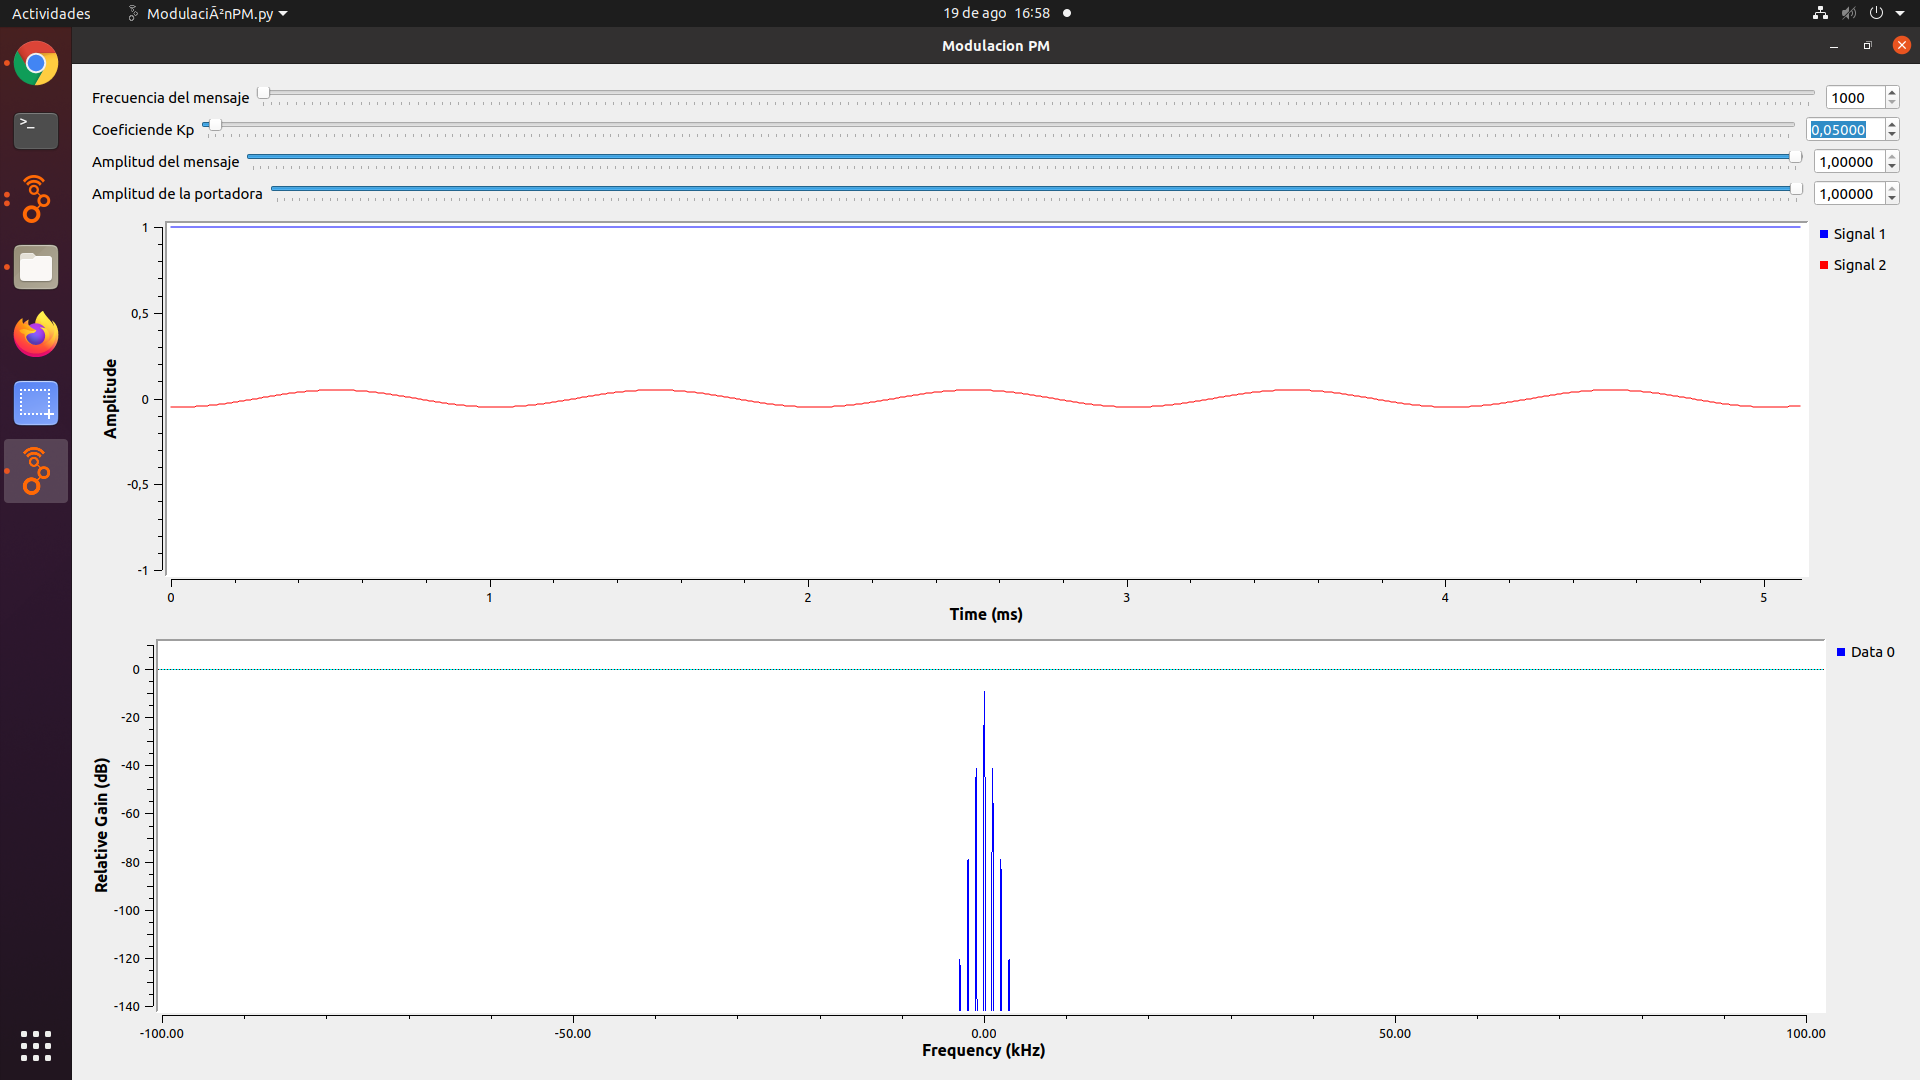 Actividades
ModulaciÃ²nPM.py
19 de ago 16:58
Modulacion PM
Frecuencia del mensaje
1000
Coeficiende Kp
0,05000
Amplitud del mensaje
1,00000
Amplitud de la portadora
1,00000
Signal 1
Signal 2
Amplitude
1
0,5
0
-0,5
-1
0 1 2 3 4 5
Time (ms)
Data 0
Relative Gain (dB)
0
-20
-40
-60
-80
-100
-120
-140
-100.00 -50.00 0.00 50.00 100.00
Frequency (kHz)